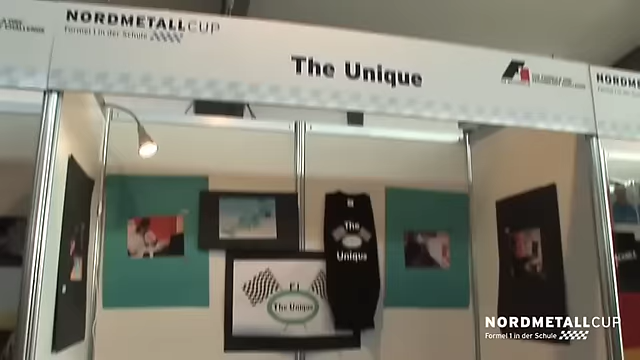 NORDMETALLCUP
Formel 1 in der Schule
The Unique
NORDMETALL
The
Unique
F1
The Unique
NORDMETALLCUP
Formel 1 in der Schule